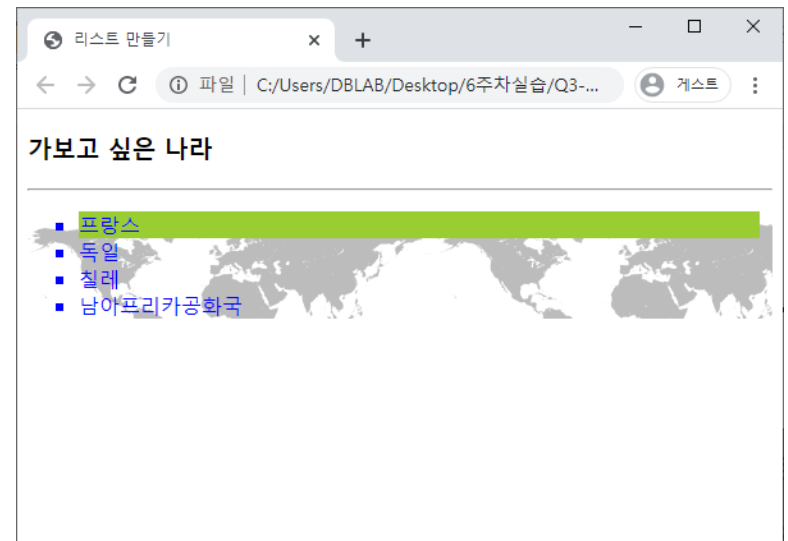 리스트 만들기
파일 | C:/Users/DBLAB/Desktop/6주차실습/Q3-... 게스트
가보고 싶은 나라
프랑스
독일
칠레
남아프리카공화국